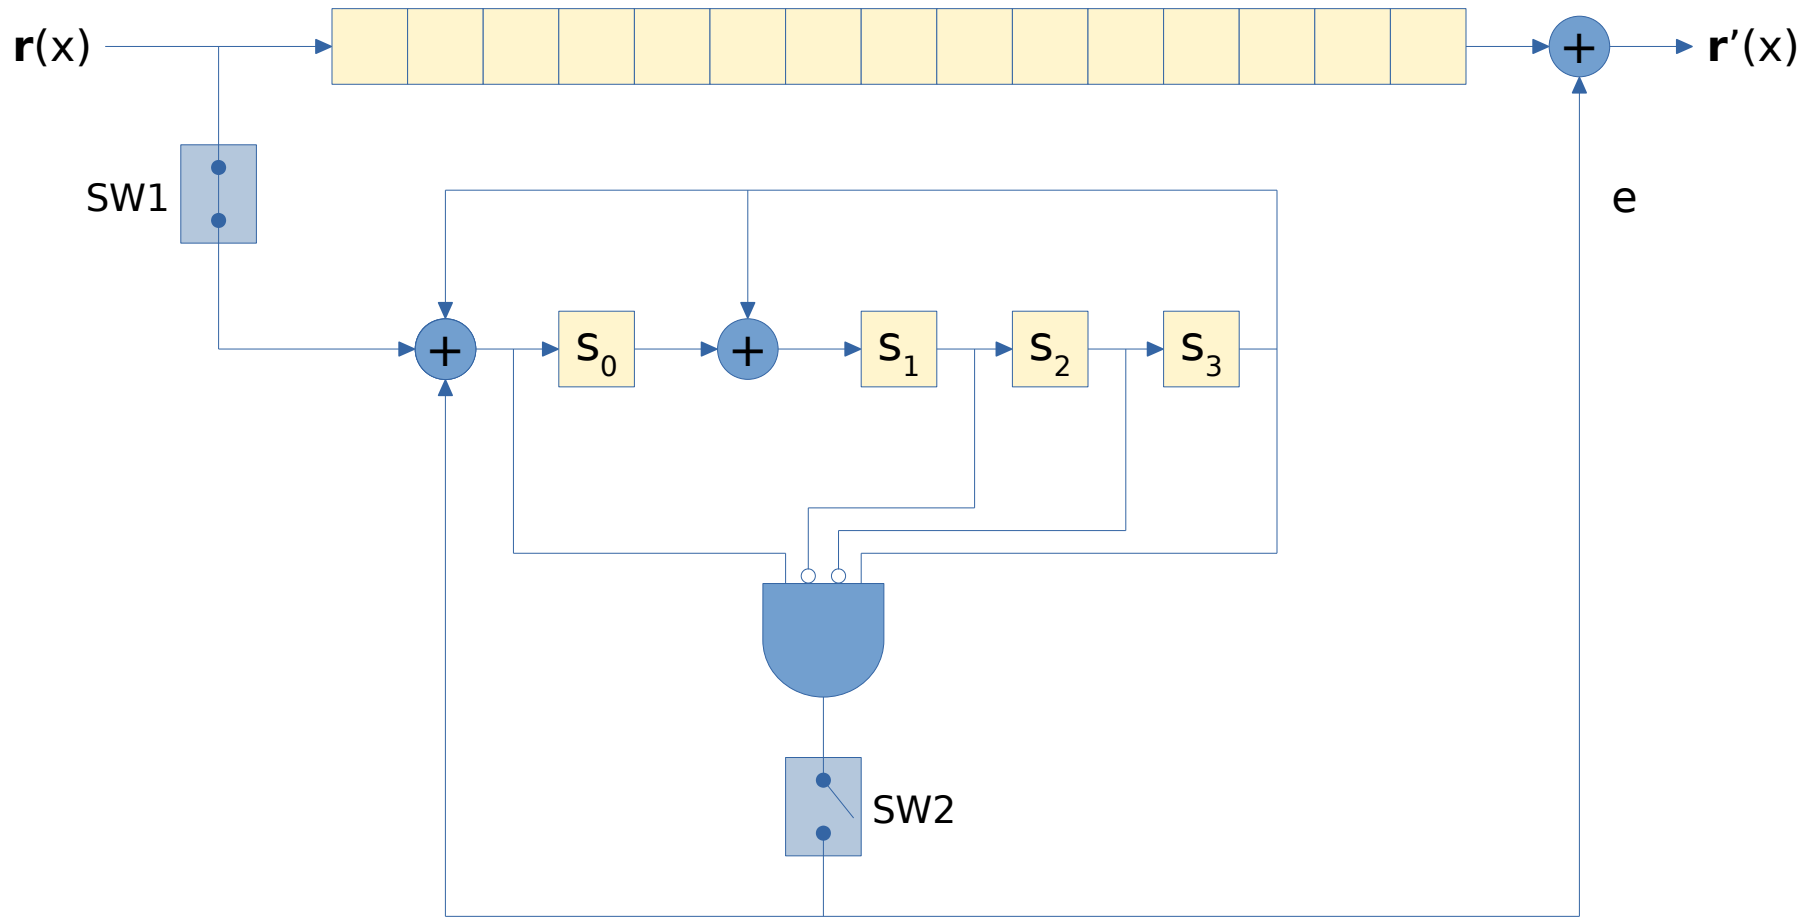 r(x)
+
r’(x)
SW1
e
+
S0
+
S1
S2
S3
SW2